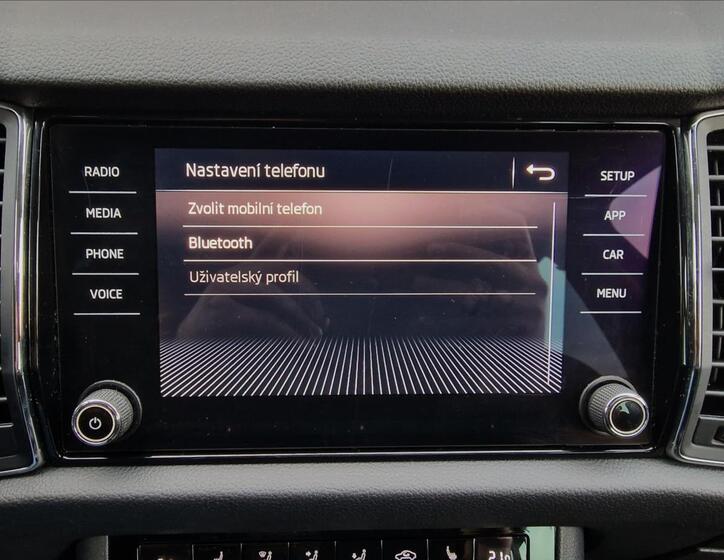 RADIO
MEDIA
PHONE
VOICE
Nastavení telefonu
Zvolit mobilní telefon
Bluetooth
Uživatelský profil
SETUP
APP
CAR
MENU